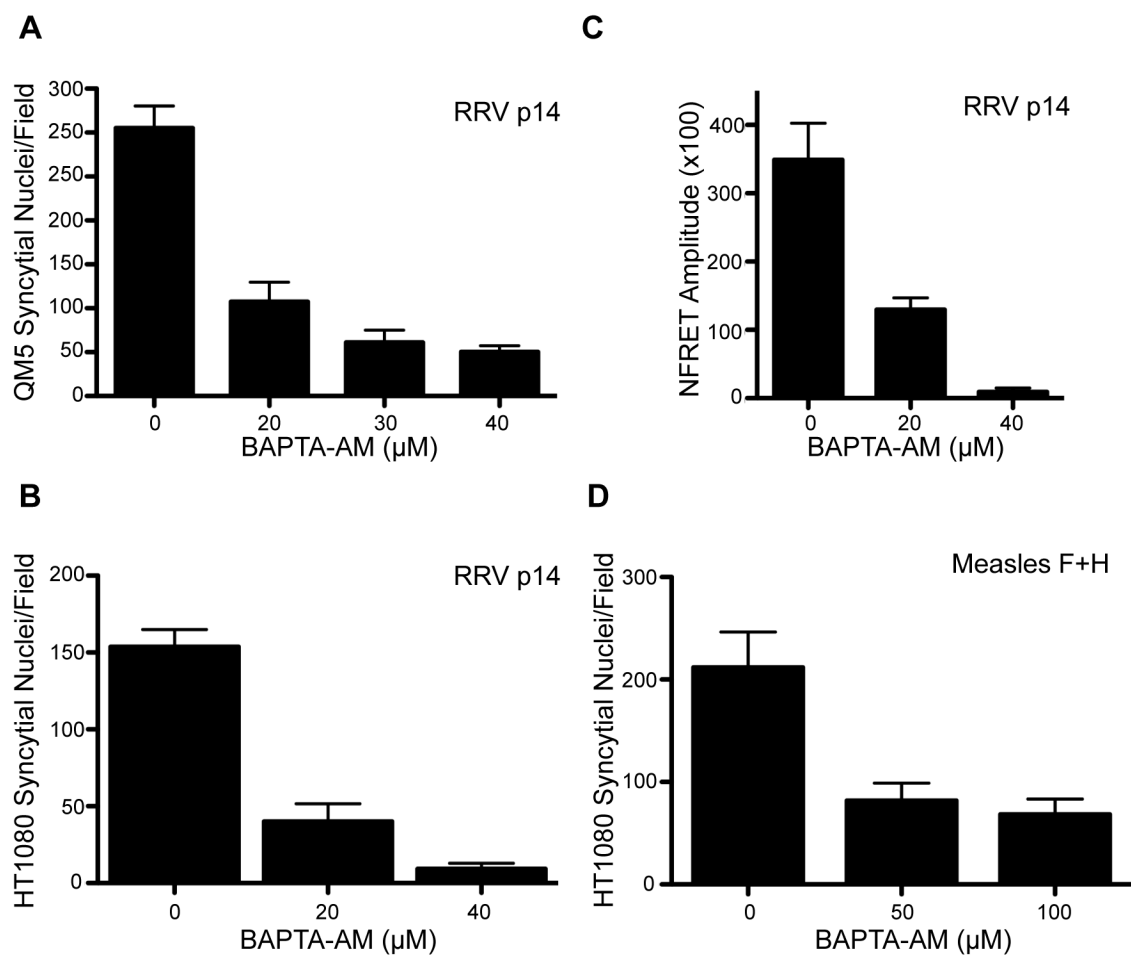 A
QM5 Syncytial Nuclei/Field
300
250
200
150
100
50
0
RRV p14
0 20 30 40
BAPTA-AM (µM)
C
NFRET Amplitude (x100)
400
300
200
100
0
RRV p14
0 20 40
BAPTA-AM (µM)
B
HT1080 Syncytial Nuclei/Field
200
150
100
50
0
RRV p14
0 20 40
BAPTA-AM (µM)
D
HT1080 Syncytial Nuclei/Field
300
200
100
0
Measles F+H
0 50 100
BAPTA-AM (µM)